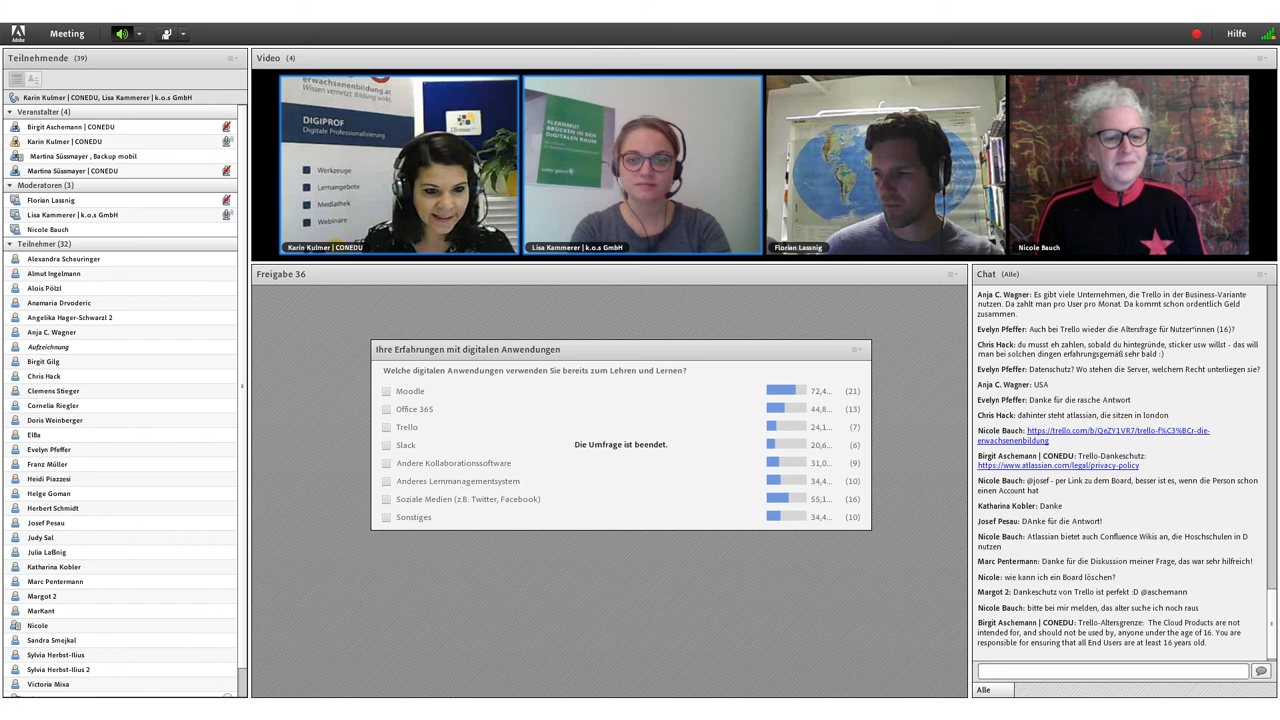 Adobe
Meeting
Hilfe
Teilnehmende (39)
Karin Kulmer | CONEDU, Lisa Kammerer | k.o.s GmbH
Veranstalter (4)
Birgit Aschemann | CONEDU
Karin Kulmer | CONEDU
Martina Süssmayer , Backup mobil
Martina Süssmayer | CONEDU
Moderatoren (3)
Florian Lassnig
Lisa Kammerer | k.o.s GmbH
Nicole Bauch
Teilnehmer (32)
Alexandra Scheuringer
Almut Ingelmann
Alois Pölzl
Anamaria Drvoderic
Angelika Hager-Schwarzl 2
Anja C. Wagner
Aufzeichnung
Birgit Gilg
Chris Hack
Clemens Stieger
Cornelia Riegler
Doris Weinberger
ElBa
Evelyn Pfeffer
Franz Müller
Heidi Piazzesi
Helge Goman
Herbert Schmidt
Josef Pesau
Judy Sal
Julia Laßnig
Katharina Kobler
Marc Pentermann
Margot 2
MarKant
Nicole
Sandra Smejkal
Sylvia Herbst-Ilius
Sylvia Herbst-Ilius 2
Victoria Mixa
Video (4)
erwachsenenbildung.at
Wissen vernetzt. Bildung wirkt.
DIGIPROF
Digitale Professionalisierung
Werkzeuge
Lernangebote
Mediathek
Webinare
Karin Kulmer | CONEDU
#LERNMUT
BRÜCKEN IN DEN
DIGITALEN RAUM
Lisa Kammerer | k.o.s GmbH
Florian Lassnig
Nicole Bauch
Freigabe 36
Ihre Erfahrungen mit digitalen Anwendungen
Welche digitalen Anwendungen verwenden Sie bereits zum Lehren und Lernen?
Moodle 72,4... (21)
Office 365 44,8... (13)
Trello 24,1... (7)
Slack 20,6... (6)
Die Umfrage ist beendet.
Andere Kollaborationssoftware 31,0... (9)
Anderes Lernmanagementsystem 34,4... (10)
Soziale Medien (z.B. Twitter, Facebook) 55,1... (16)
Sonstiges 34,4... (10)
Chat (Alle)
Anja C. Wagner: Es gibt viele Unternehmen, die Trello in der Business-Variante
nutzen. Da zahlt man pro User pro Monat. Da kommt schon ordentlich Geld
zusammen.
Evelyn Pfeffer: Auch bei Trello wieder die Altersfrage für Nutzer*innen (16)?
Chris Hack: du musst eh zahlen, sobald du hintegründe, sticker usw willst - das will
man bei solchen dingen erfahrungsgemäß sehr bald :)
Evelyn Pfeffer: Datenschutz? Wo stehen die Server, welchem Recht unterliegen sie?
Anja C. Wagner: USA
Evelyn Pfeffer: Danke für die rasche Antwort
Chris Hack: dahinter steht atlassian, die sitzen in london
Nicole Bauch: https://trello.com/b/QeZY1VR7/trello-f%C3%BCr-die-
erwachsenenbildung
Birgit Aschemann | CONEDU: Trello-Dankeschutz:
https://www.atlassian.com/legal/privacy-policy
Nicole Bauch: @josef - per Link zu dem Board, besser ist es, wenn die Person schon
einen Account hat
Katharina Kobler: Danke
Josef Pesau: DAnke für die Antwort!
Nicole Bauch: Atlassian bietet auch Confluence Wikis an, die Hoschschulen in D
nutzen
Marc Pentermann: Danke für die Diskussion meiner Frage, das war sehr hilfreich!
Nicole: wie kann ich ein Board löschen?
Margot 2: Dankeschutz von Trello ist perfekt :D @aschemann
Nicole Bauch: bitte bei mir melden, das alter suche ich noch raus
Birgit Aschemann | CONEDU: Trello-Altersgrenze: The Cloud Products are not
intended for, and should not be used by, anyone under the age of 16. You are
responsible for ensuring that all End Users are at least 16 years old.
Alle